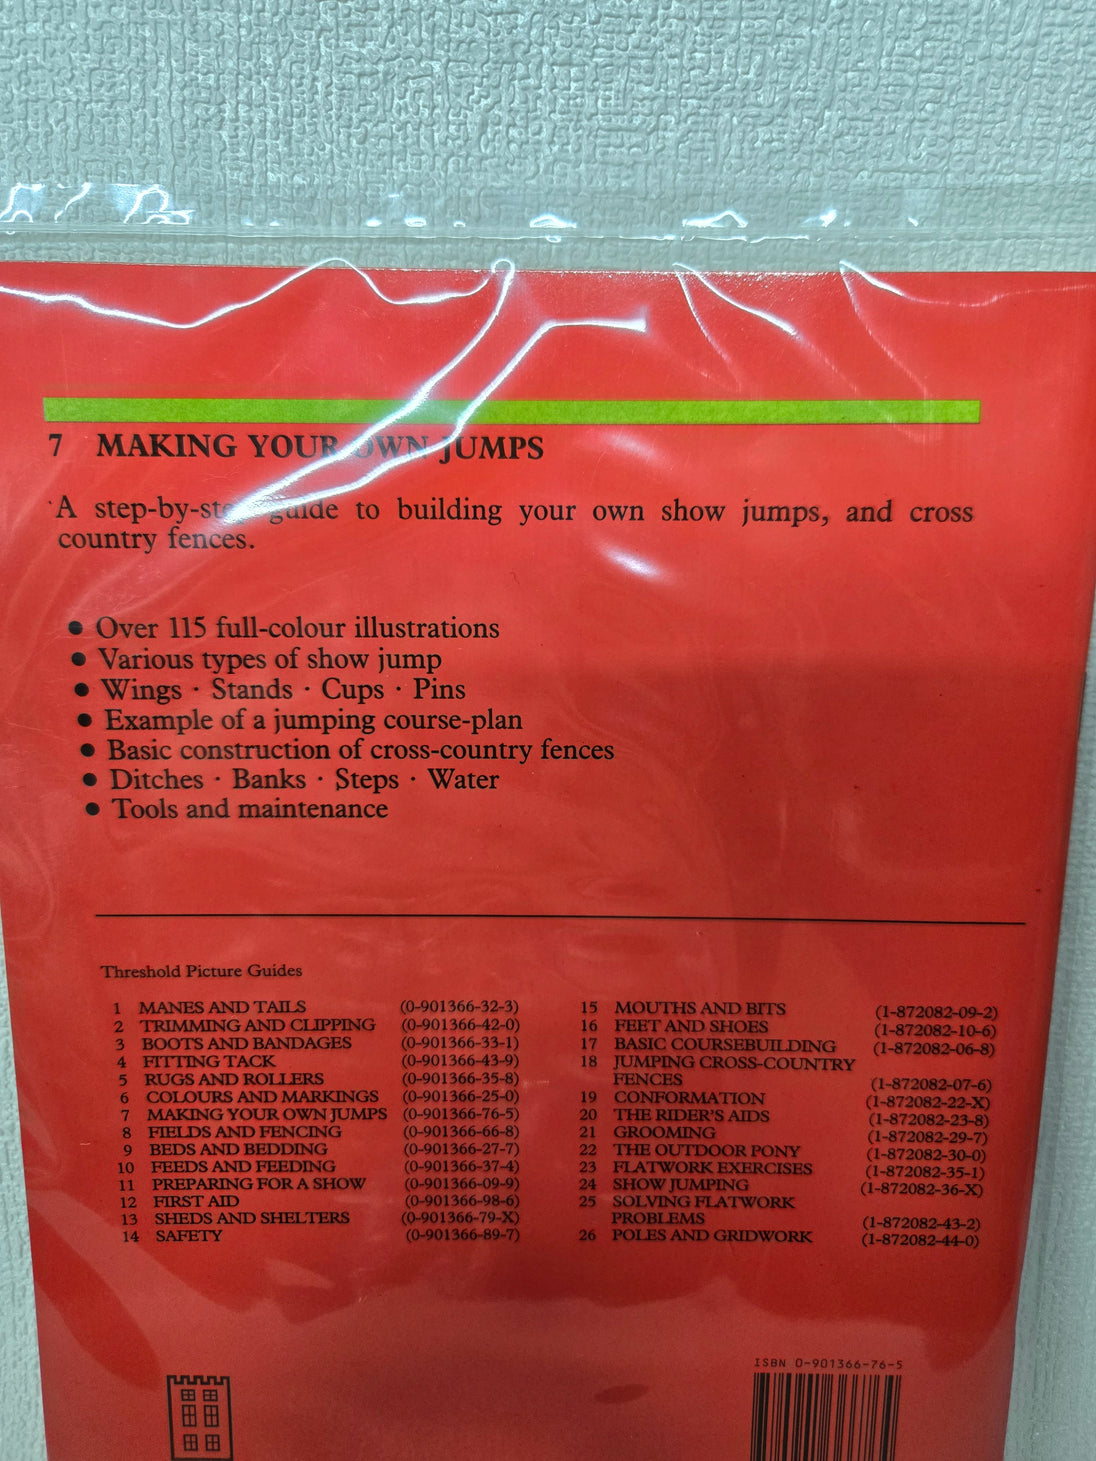 7 MAKING YOUR OWN JUMPS
A step-by-step guide to building your own show jumps, and cross
country fences.
• Over 115 full-colour illustrations
• Various types of show jump
• Wings · Stands · Cups · Pins
• Example of a jumping course-plan
• Basic construction of cross-country fences
• Ditches · Banks · Steps · Water
• Tools and maintenance
Threshold Picture Guides
1 MANES AND TAILS (0-901366-32-3)
2 TRIMMING AND CLIPPING (0-901366-42-0)
3 BOOTS AND BANDAGES (0-901366-33-1)
4 FITTING TACK (0-901366-43-9)
5 RUGS AND ROLLERS (0-901366-35-8)
6 COLOURS AND MARKINGS (0-901366-25-0)
7 MAKING YOUR OWN JUMPS (0-901366-76-5)
8 FIELDS AND FENCING (0-901366-66-8)
9 BEDS AND BEDDING (0-901366-27-7)
10 FEEDS AND FEEDING (0-901366-37-4)
11 PREPARING FOR A SHOW (0-901366-09-9)
12 FIRST AID (0-901366-98-6)
13 SHEDS AND SHELTERS (0-901366-79-X)
14 SAFETY (0-901366-89-7)
15 MOUTHS AND BITS (1-872082-09-2)
16 FEET AND SHOES (1-872082-10-6)
17 BASIC COURSEBUILDING (1-872082-06-8)
18 JUMPING CROSS-COUNTRY
FENCES (1-872082-07-6)
19 CONFORMATION (1-872082-22-X)
20 THE RIDER'S AIDS (1-872082-23-8)
21 GROOMING (1-872082-29-7)
22 THE OUTDOOR PONY (1-872082-30-0)
23 FLATWORK EXERCISES (1-872082-35-1)
24 SHOW JUMPING (1-872082-36-X)
25 SOLVING FLATWORK
PROBLEMS (1-872082-43-2)
26 POLES AND GRIDWORK (1-872082-44-0)
ISBN 0-901366-76-5